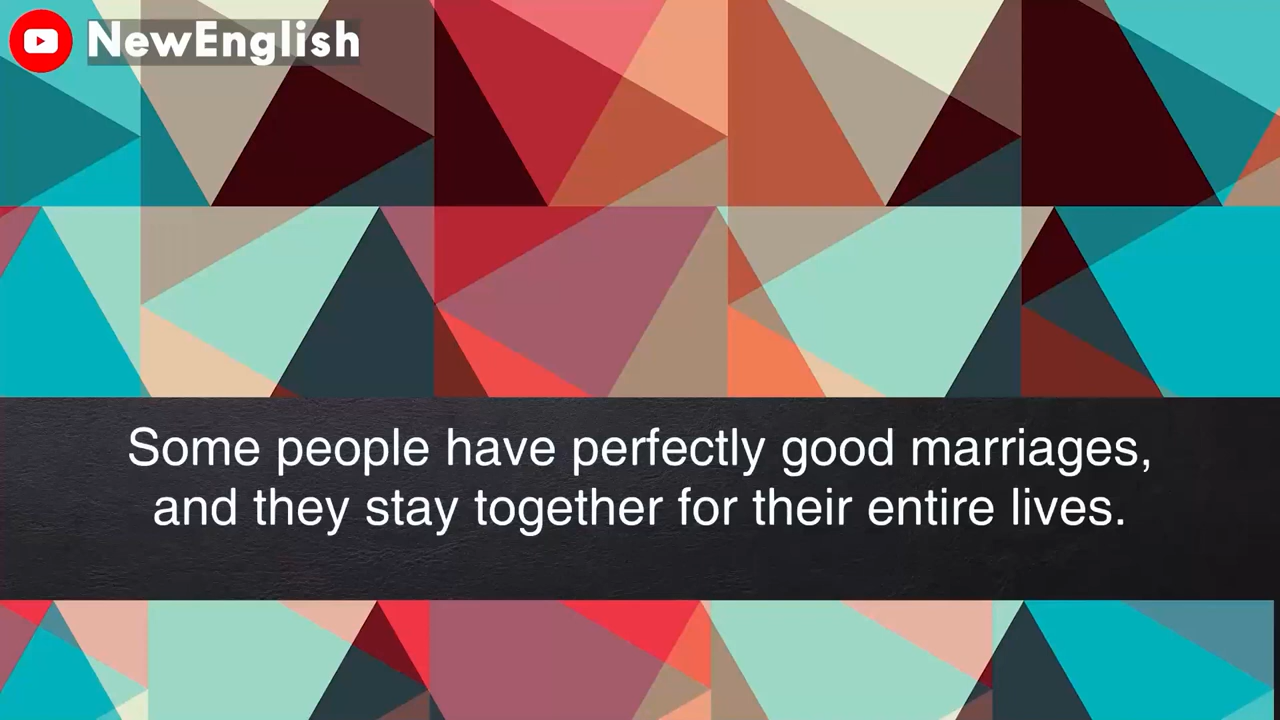 NewEnglish
Some people have perfectly good marriages,
and they stay together for their entire lives.